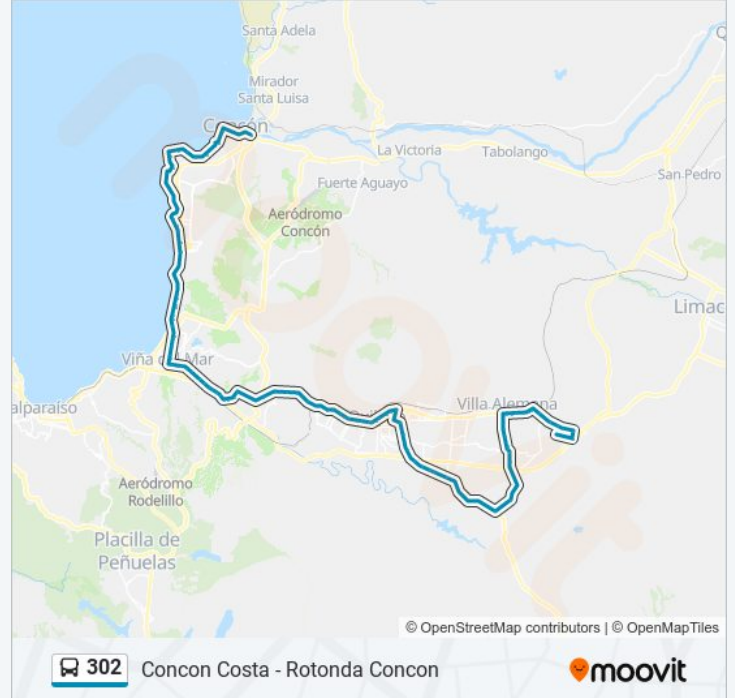 Santa Adela
Mirador
Santa Luisa
Concón
La Victoria
Tabolango
San Pedro
Fuerte Aguayo
Aeródromo
Concón
Limac
Viña del Mar
Villa Alemana
alparaíso
Aeródromo
Rodelillo
Placilla de
Peñuelas
© OpenStreetMap contributors | © OpenMapTiles
302 Concon Costa - Rotonda Concon moovit